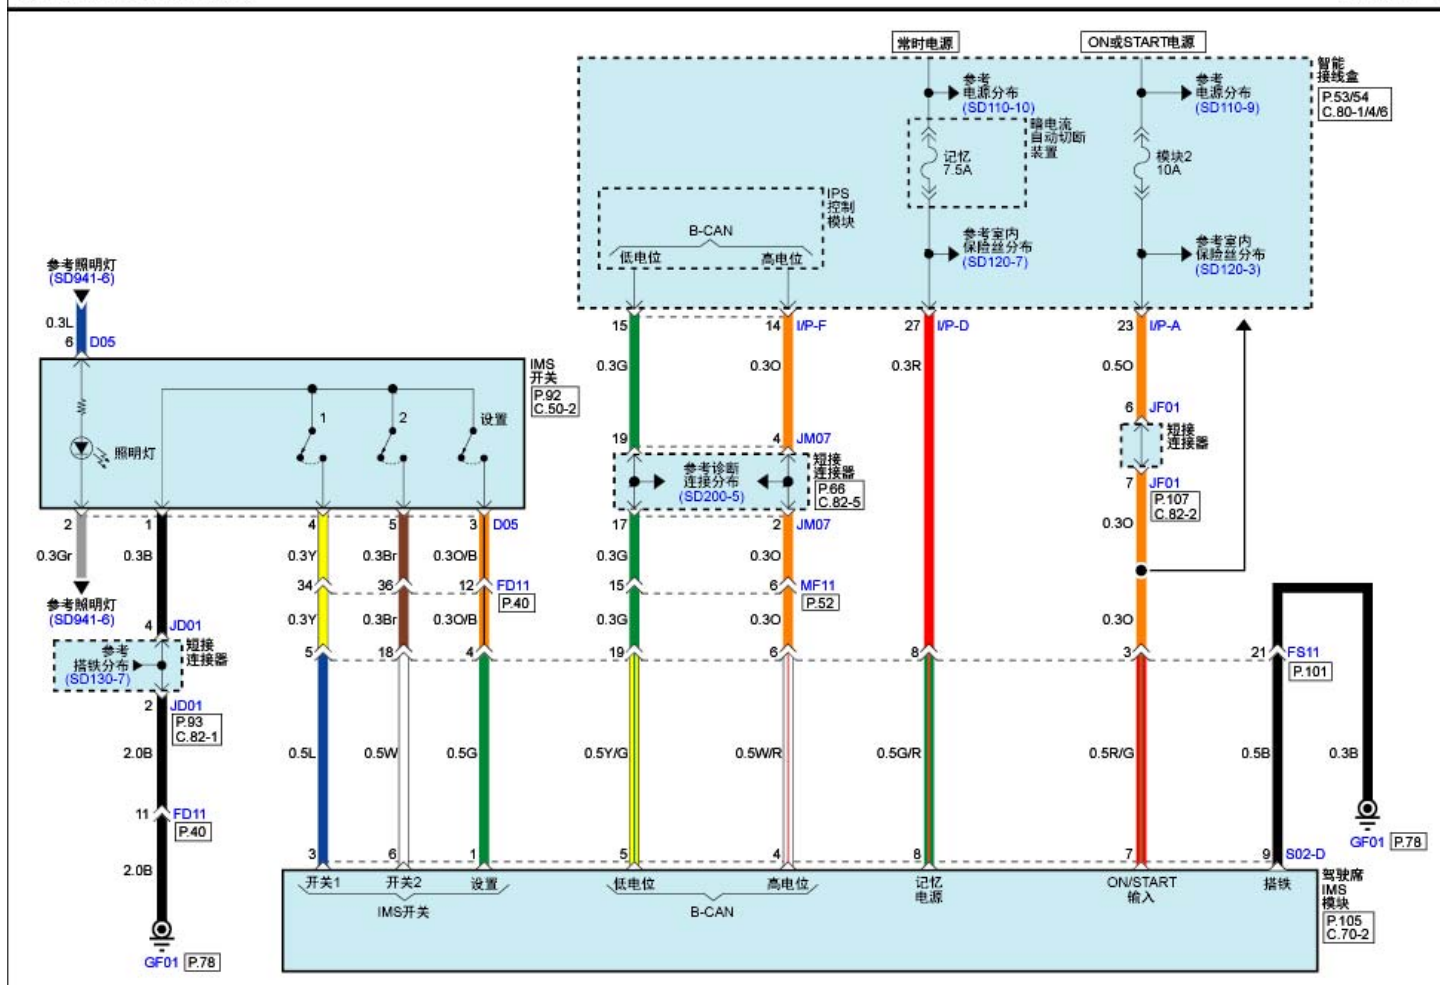 常时电源
ON或START电源
智能
接线盒
P.53/54
C.80-1/4/6
参考
电源分布
(SD110-10)
参考
电源分布
(SD110-9)
暗电流
自动切断
装置
记忆
7.5A
模块2
10A
IPS
控制
模块
B-CAN
低电位
高电位
参考室内
保险丝分布
(SD120-7)
参考室内
保险丝分布
(SD120-3)
参考照明灯
(SD941-6)
0.3L
6
D05
15
14
I/P-F
27
I/P-D
23
I/P-A
0.3G
0.3O
0.3R
0.5O
IMS
开关
P.92
C.50-2
1
2
设置
照明灯
6
JF01
短接
连接器
7
JF01
P.107
C.82-2
19
4
JM07
参考诊断
连接分布
(SD200-5)
短接
连接器
P.66
C.82-5
2
1
4
5
3
D05
17
2
JM07
0.3Gr
0.3B
0.3Y
0.3Br
0.3O/B
0.3G
0.3O
0.3O
34
36
12
FD11
P.40
15
6
MF11
P.52
参考照明灯
(SD941-6)
4
JD01
0.3Y
0.3Br
0.3O/B
0.3G
0.3O
0.3O
参考
搭铁分布
(SD130-7)
短接
连接器
5
18
4
19
6
8
3
21
FS11
P.101
2
JD01
P.93
C.82-1
2.0B
0.5L
0.5W
0.5G
0.5Y/G
0.5W/R
0.5G/R
0.5R/G
0.5B
0.3B
11
FD11
P.40
2.0B
GF01
P.78
3
6
1
5
4
8
7
9
S02-D
开关1
开关2
设置
低电位
高电位
记忆
电源
ON/START
输入
搭铁
IMS开关
B-CAN
驾驶席
IMS
模块
P.105
C.70-2
GF01
P.78